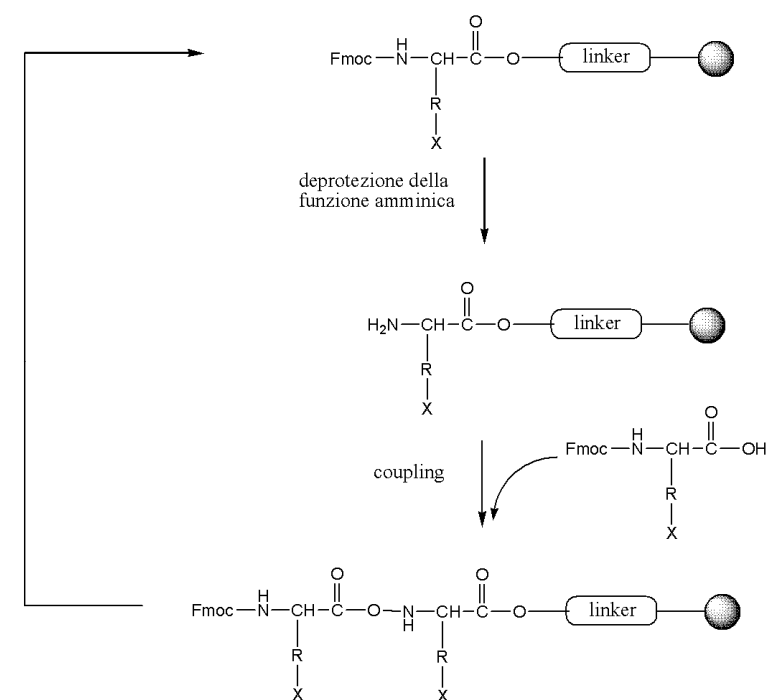 O
H
Fmoc—N—CH—C—O—linker
R
X
deprotezione della
funzione amminica
O
H₂N—CH—C—O—linker
R
X
O
H
Fmoc—N—CH—C—OH
R
X
coupling
O O
H
Fmoc—N—CH—C—O—N—CH—C—O—linker
H
R R
X X